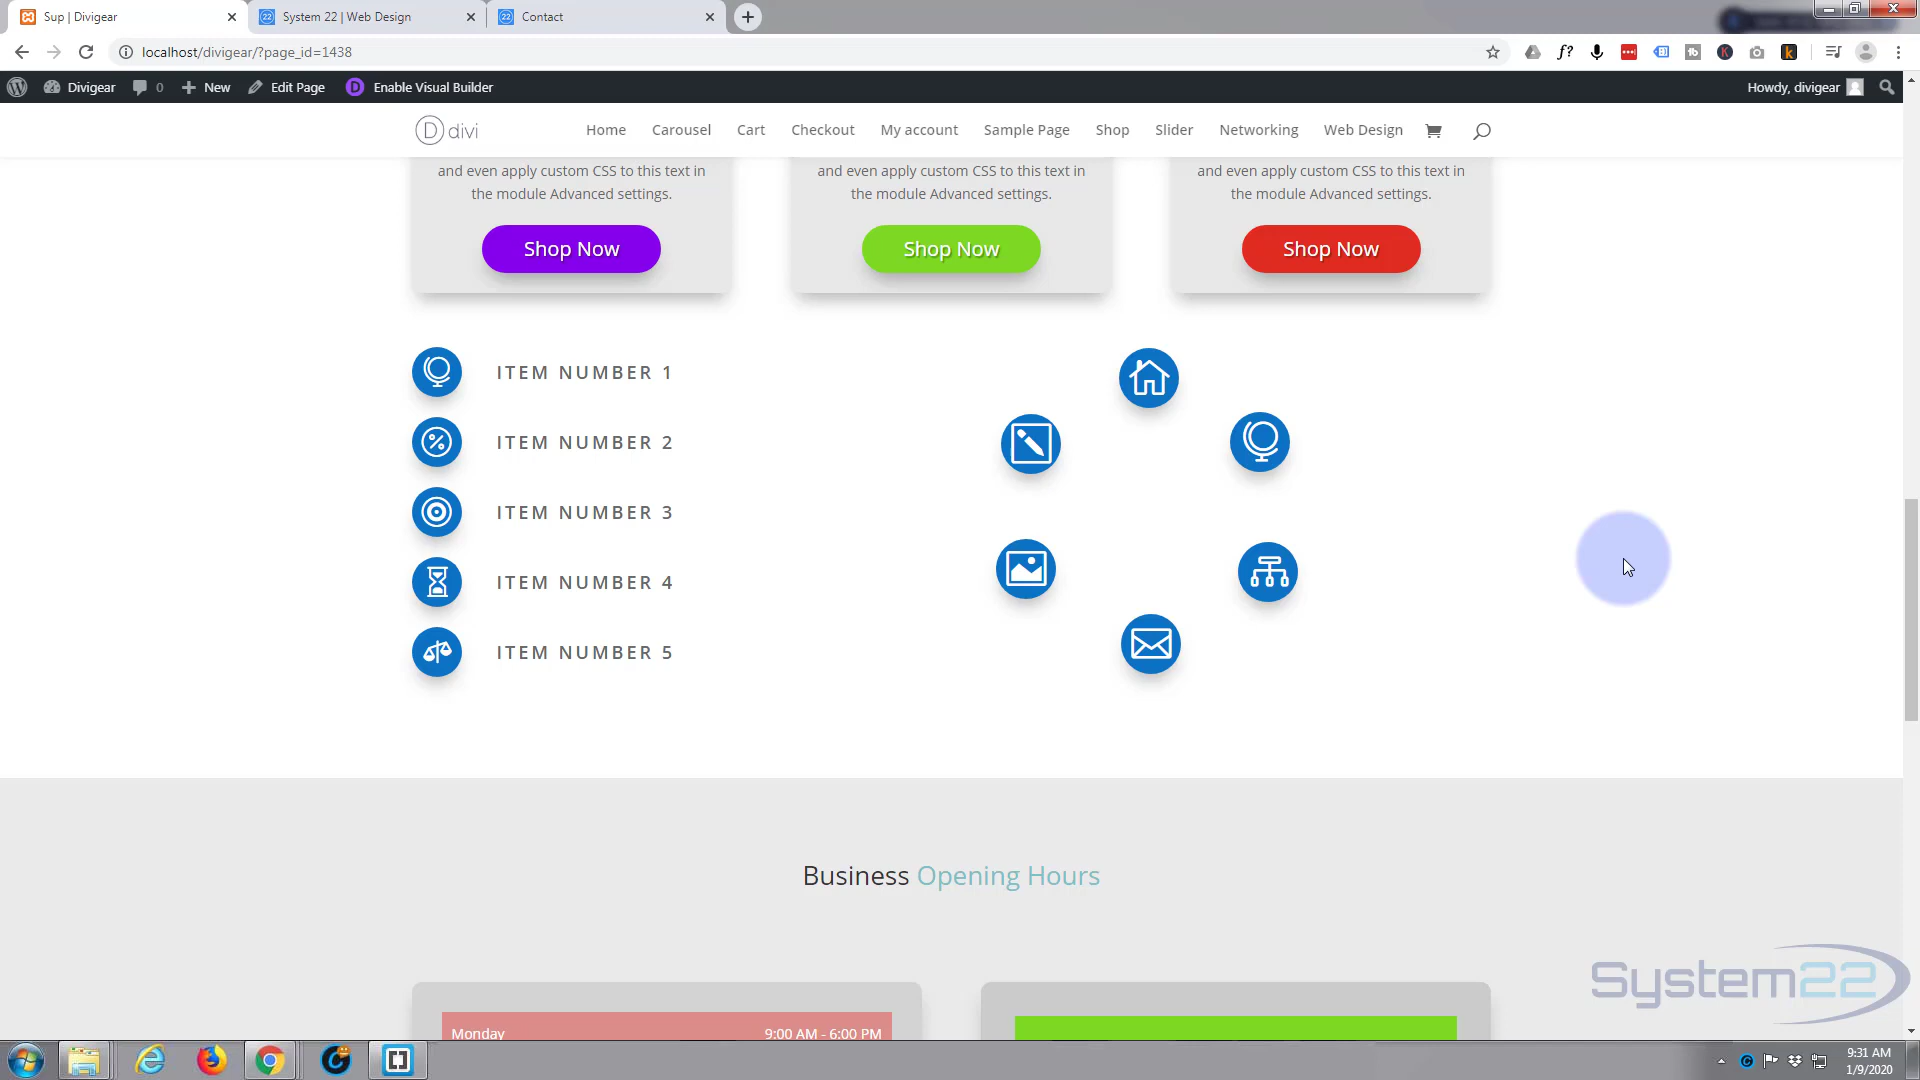 Sup | Divigear
System 22 | Web Design
Contact
localhost/divigear/?page_id=1438
Divigear 0 New Edit Page Enable Visual Builder Howdy, divigear
divi Home Carousel Cart Checkout My account Sample Page Shop Slider Networking Web Design
and even apply custom CSS to this text in
the module Advanced settings.
Shop Now
and even apply custom CSS to this text in
the module Advanced settings.
Shop Now
and even apply custom CSS to this text in
the module Advanced settings.
Shop Now
ITEM NUMBER 1
ITEM NUMBER 2
ITEM NUMBER 3
ITEM NUMBER 4
ITEM NUMBER 5
Business Opening Hours
Monday 9:00 AM - 6:00 PM
System22
9:31 AM
1/9/2020